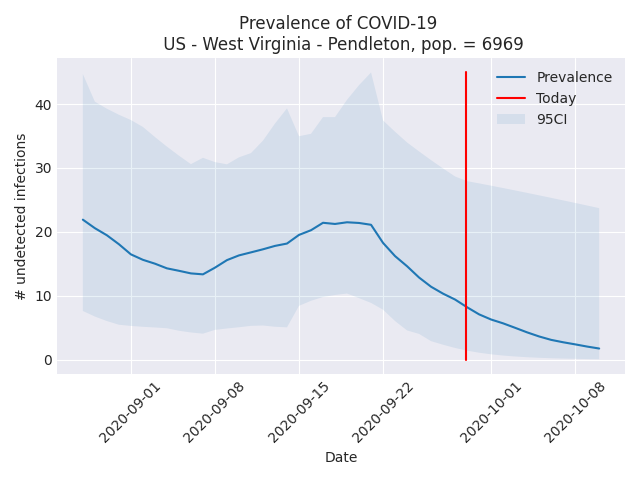 Prevalence of COVID-19
US - West Virginia - Pendleton, pop. = 6969
Prevalence
Today
95CI
# undetected infections
40
30
20
10
0
2020-09-01
2020-09-08
2020-09-15
2020-09-22
2020-10-01
2020-10-08
Date